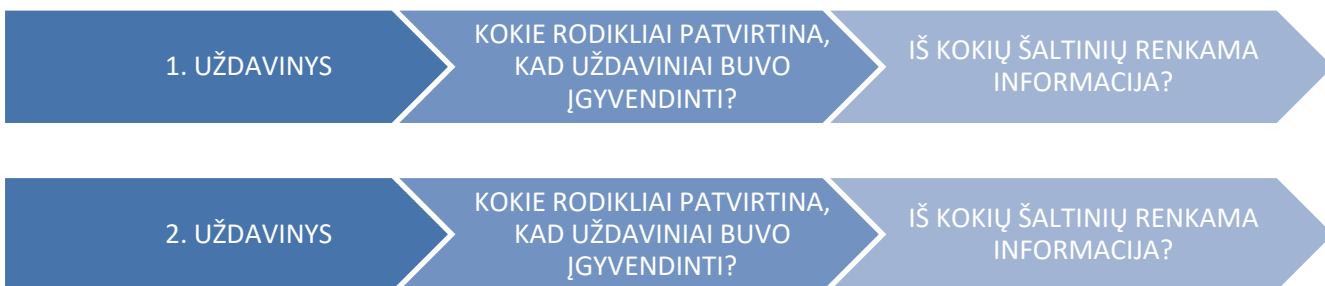 1. UŽDAVINYS
KOKIE RODIKLIAI PATVIRTINA,
KAD UŽDAVINIAI BUVO
ĮGYVENDINTI?
IŠ KOKIŲ ŠALTINIŲ RENKAMA
INFORMACIJA?
2. UŽDAVINYS
KOKIE RODIKLIAI PATVIRTINA,
KAD UŽDAVINIAI BUVO
ĮGYVENDINTI?
IŠ KOKIŲ ŠALTINIŲ RENKAMA
INFORMACIJA?